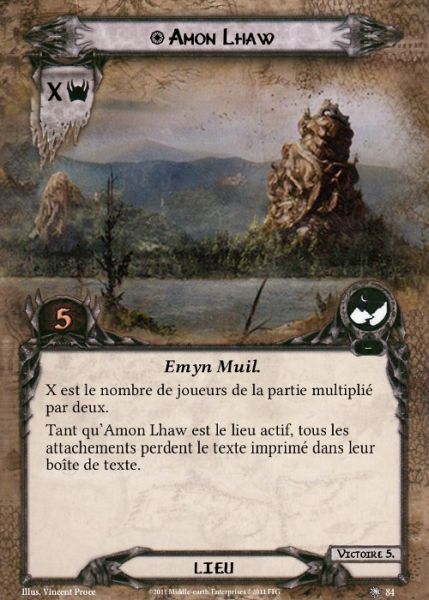 Amon Lhaw
X
5
Emyn Muil.
X est le nombre de joueurs de la partie multiplié
par deux.
Tant qu'Amon Lhaw est le lieu actif, tous les
attachements perdent le texte imprimé dans leur
boîte de texte.
Victoire 5.
LIEU
Illus. Vincent Proce
©2011 Middle-earth Enterprises ©2011 FFG
84